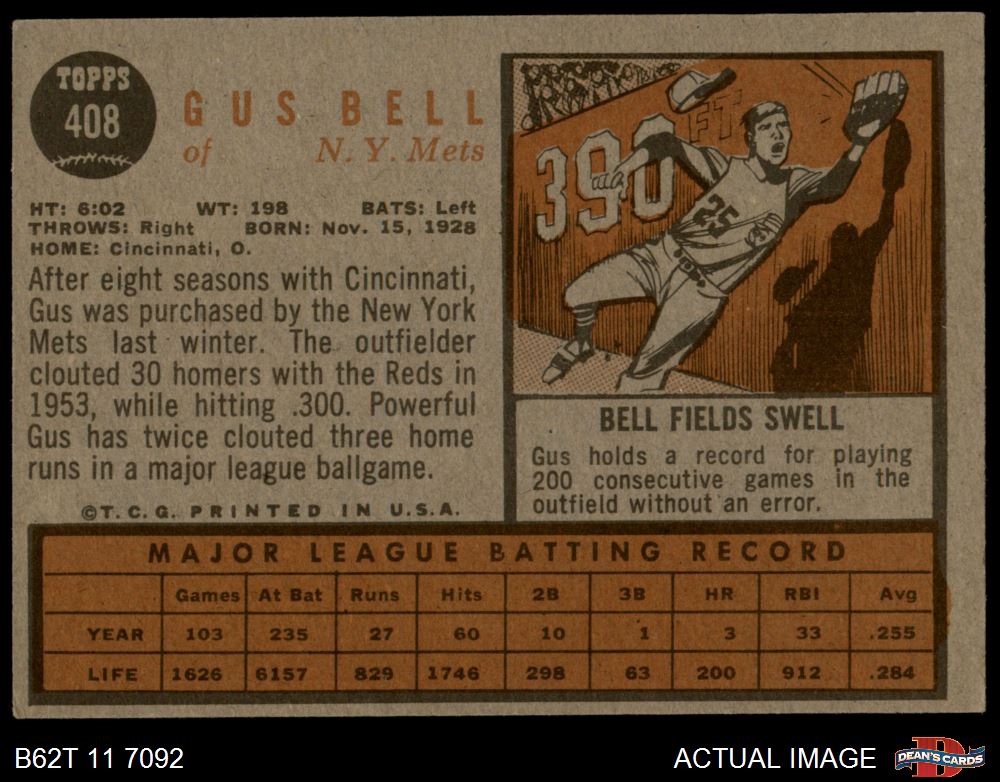 TOPPS
408
GUS BELL
of N. Y. Mets
HT: 6:02 WT: 198 BATS: Left
THROWS: Right BORN: Nov. 15, 1928
HOME: Cincinnati, O.
After eight seasons with Cincinnati,
Gus was purchased by the New York
Mets last winter. The outfielder
clouted 30 homers with the Reds in
1953, while hitting .300. Powerful
Gus has twice clouted three home
runs in a major league ballgame.
©T.C.G. PRINTED IN U.S.A.
390 FT
25
BELL FIELDS SWELL
Gus holds a record for playing
200 consecutive games in the
outfield without an error.
MAJOR LEAGUE BATTING RECORD
Games At Bat Runs Hits 2B 3B HR RBI Avg
YEAR 103 235 27 60 10 1 3 33 .255
LIFE 1626 6157 829 1746 298 63 200 912 .284
B62T 11 7092 ACTUAL IMAGE
DEAN'S CARDS